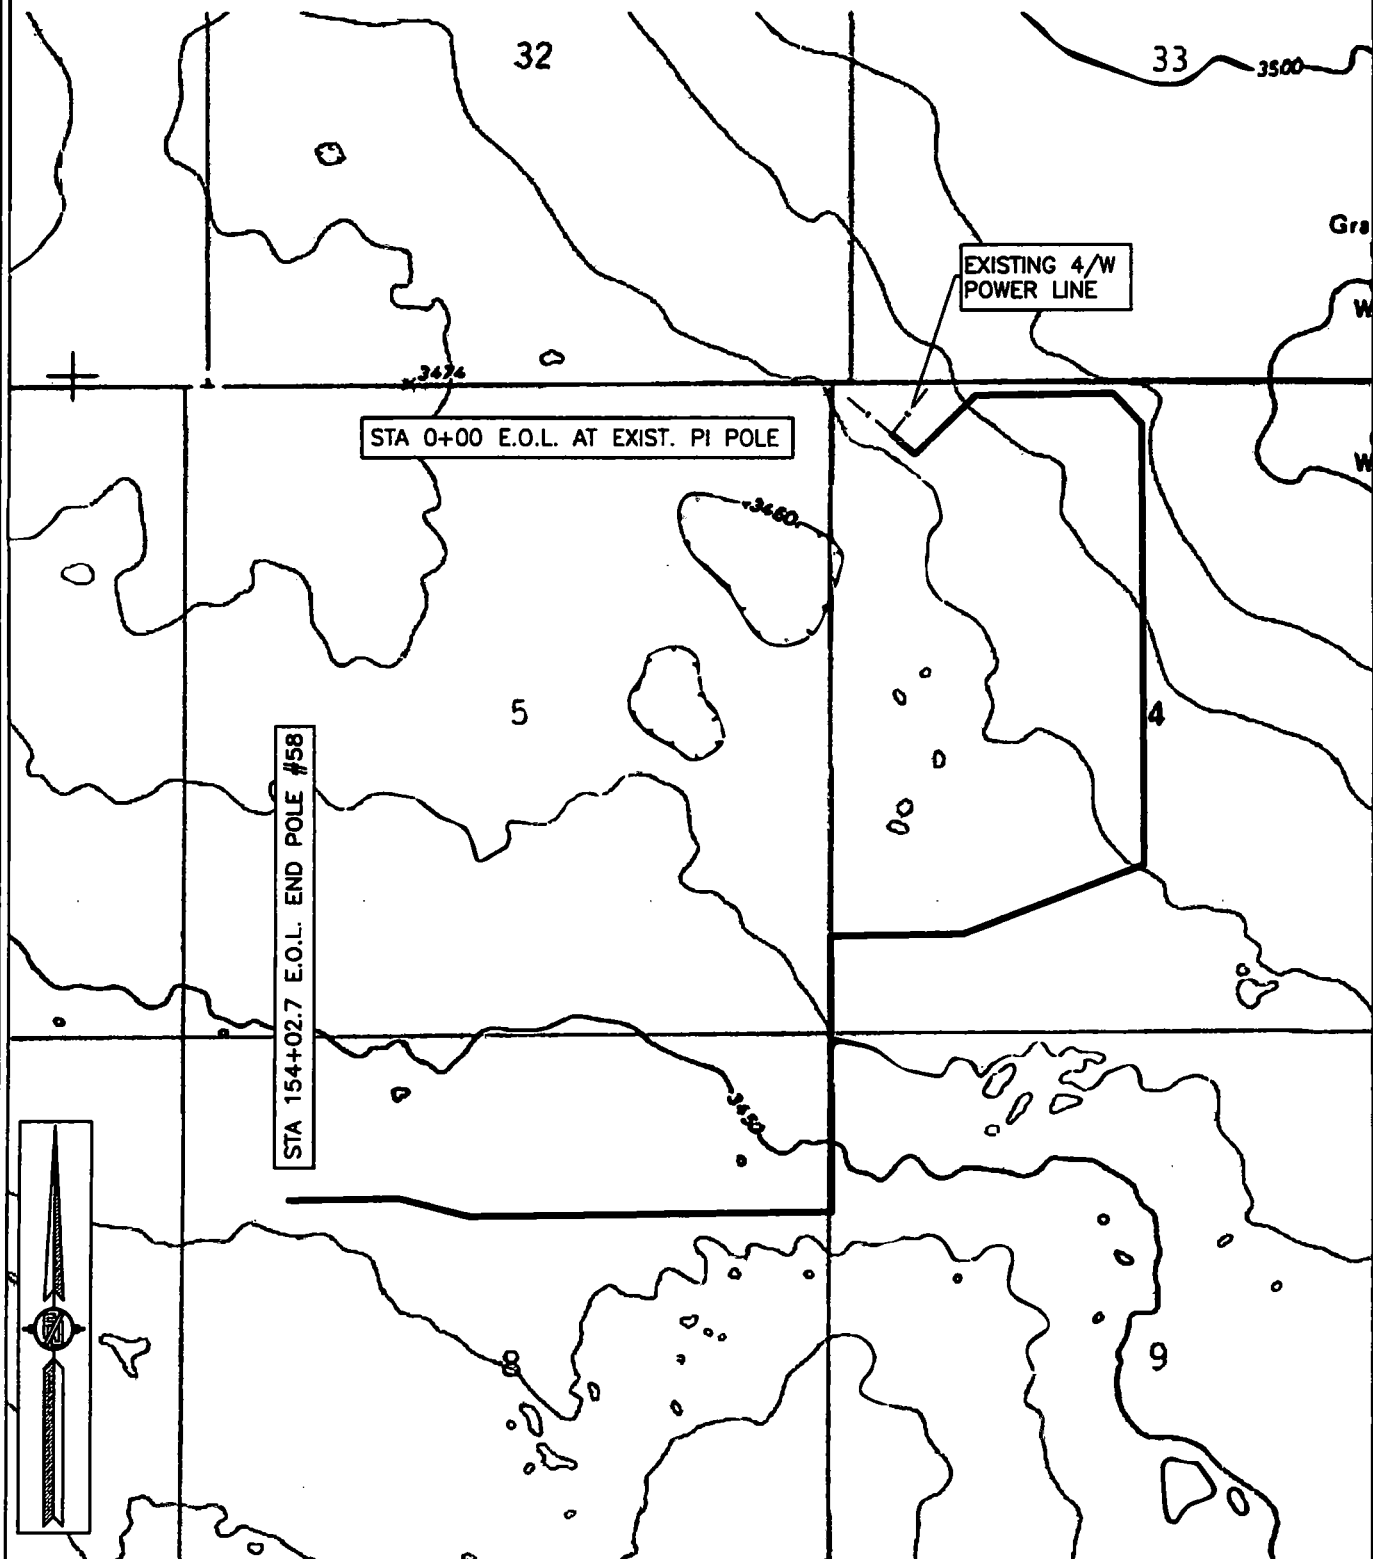 32
33
3500
Gra
EXISTING 4/W
POWER LINE
W
3474
STA 0+00 E.O.L. AT EXIST. PI POLE
W
3460
5
4
STA 154+02.7 E.O.L. END POLE #58
3450
9